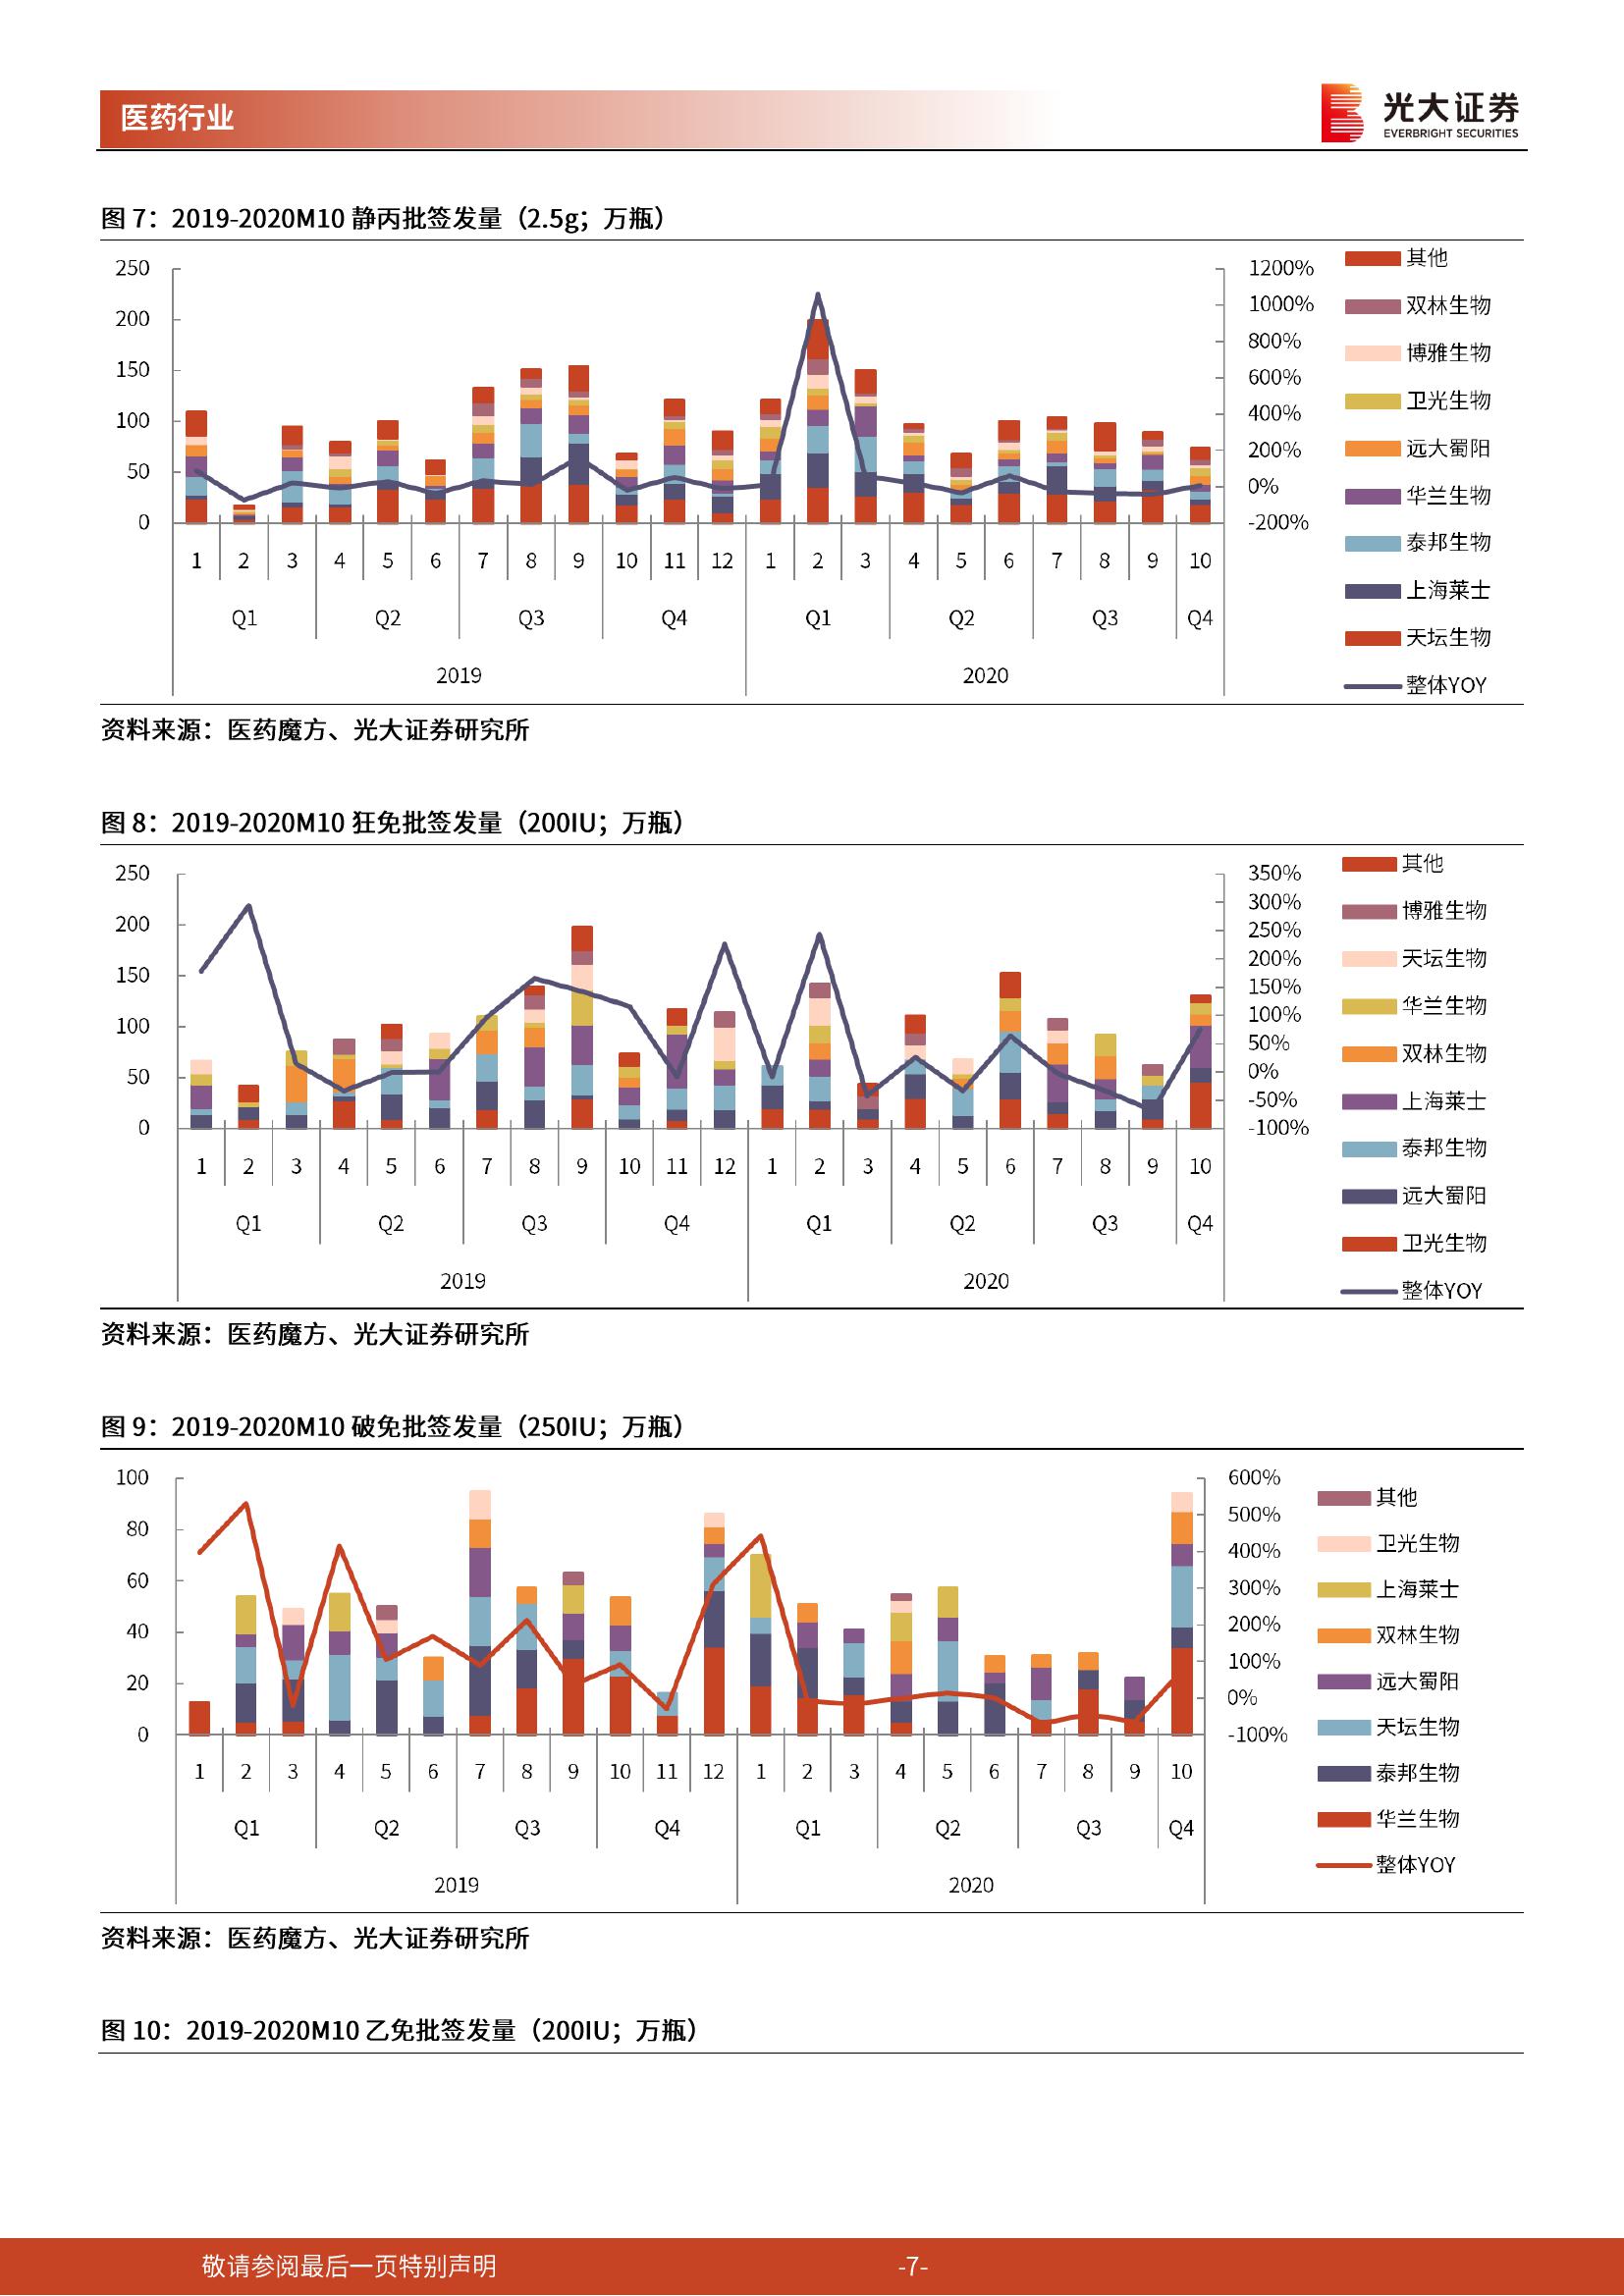 医药行业
光大证券
EVERBRIGHT SECURITIES
图 7：2019-2020M10 静丙批签发量（2.5g；万瓶）
250
200
150
100
50
0
1200%
1000%
800%
600%
400%
200%
0%
-200%
1 2 3 4 5 6 7 8 9 10 11 12 1 2 3 4 5 6 7 8 9 10
Q1 Q2 Q3 Q4 Q1 Q2 Q3 Q4
2019 2020
其他
双林生物
博雅生物
卫光生物
远大蜀阳
华兰生物
泰邦生物
上海莱士
天坛生物
整体YOY
资料来源：医药魔方、光大证券研究所
图 8：2019-2020M10 狂免批签发量（200IU；万瓶）
250
200
150
100
50
0
350%
300%
250%
200%
150%
100%
50%
0%
-50%
-100%
1 2 3 4 5 6 7 8 9 10 11 12 1 2 3 4 5 6 7 8 9 10
Q1 Q2 Q3 Q4 Q1 Q2 Q3 Q4
2019 2020
其他
博雅生物
天坛生物
华兰生物
双林生物
上海莱士
泰邦生物
远大蜀阳
卫光生物
整体YOY
资料来源：医药魔方、光大证券研究所
图 9：2019-2020M10 破免批签发量（250IU；万瓶）
100
80
60
40
20
0
600%
500%
400%
300%
200%
100%
0%
-100%
1 2 3 4 5 6 7 8 9 10 11 12 1 2 3 4 5 6 7 8 9 10
Q1 Q2 Q3 Q4 Q1 Q2 Q3 Q4
2019 2020
其他
卫光生物
上海莱士
双林生物
远大蜀阳
天坛生物
泰邦生物
华兰生物
整体YOY
资料来源：医药魔方、光大证券研究所
图 10：2019-2020M10 乙免批签发量（200IU；万瓶）
敬请参阅最后一页特别声明 -7-